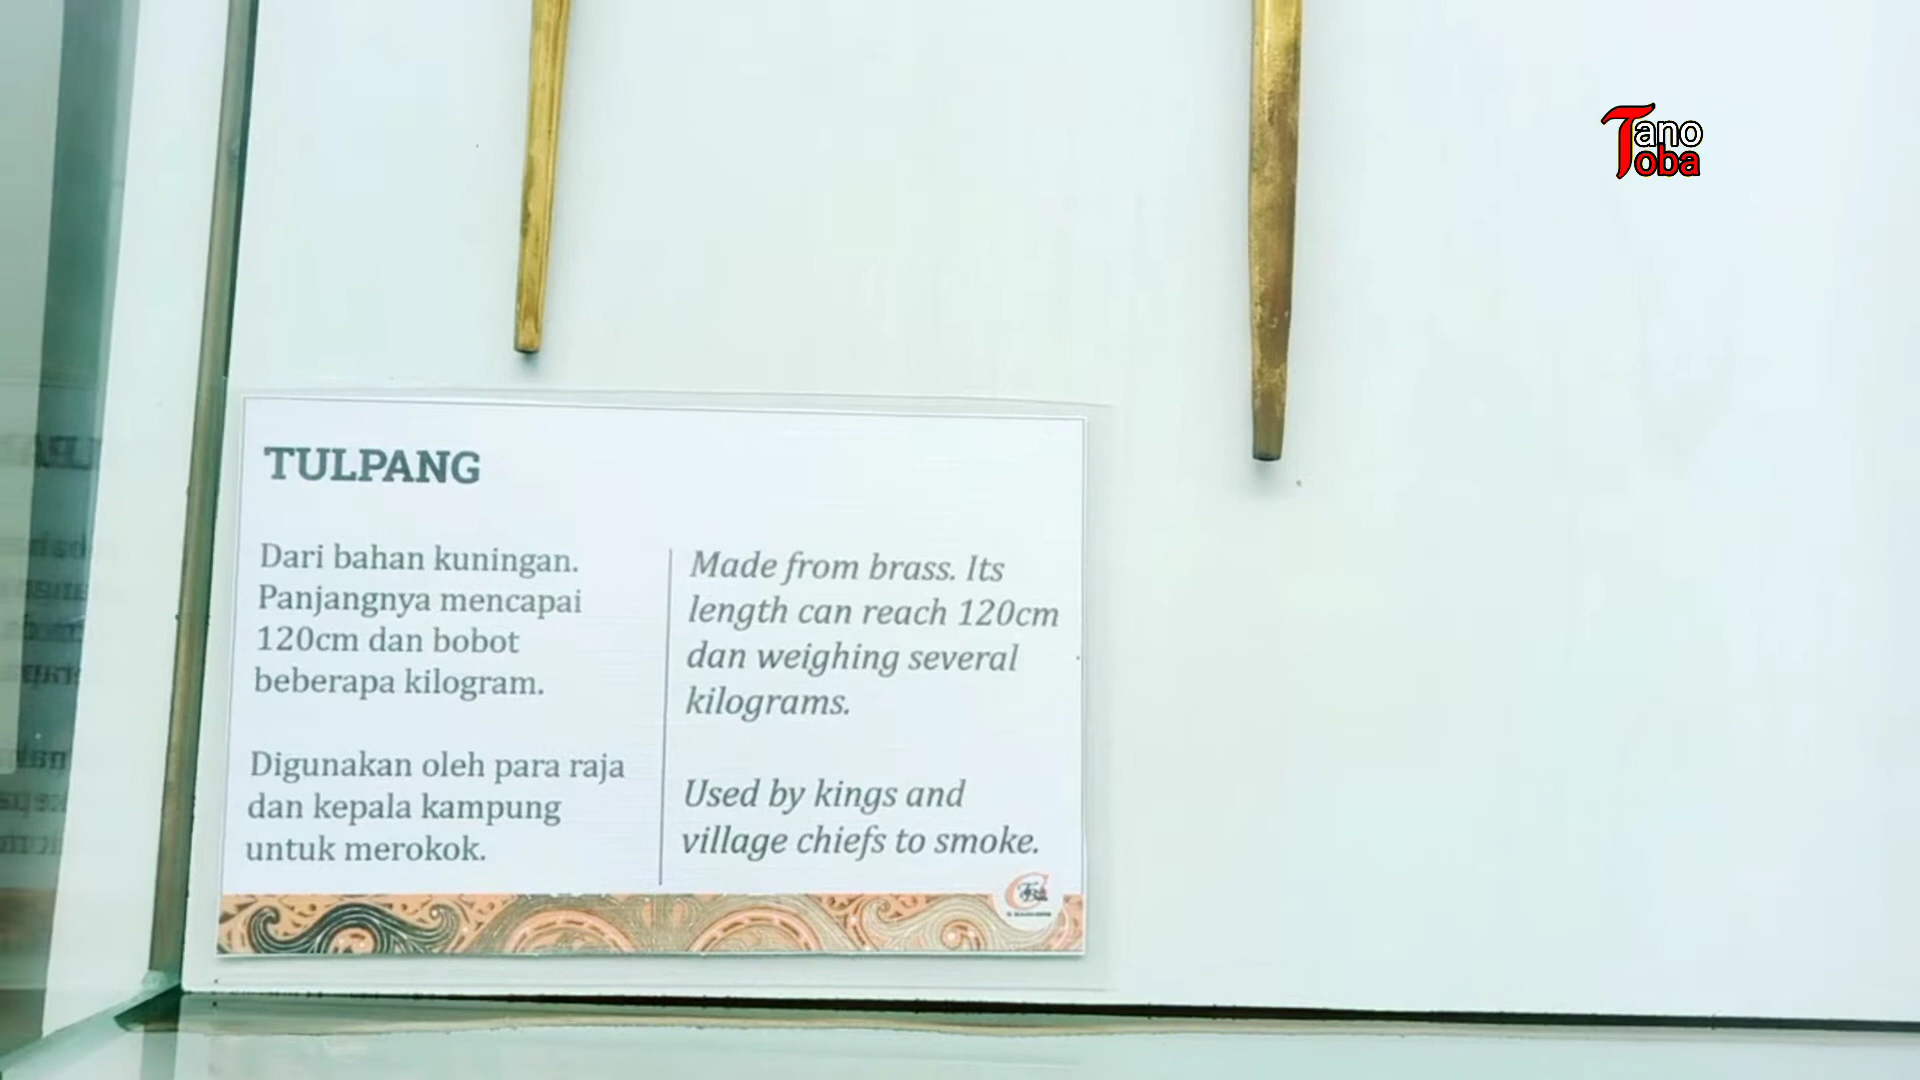 Tano
Toba
TULPANG
Dari bahan kuningan.
Panjangnya mencapai
120cm dan bobot
beberapa kilogram.
Digunakan oleh para raja
dan kepala kampung
untuk merokok.
Made from brass. Its
length can reach 120cm
dan weighing several
kilograms.
Used by kings and
village chiefs to smoke.